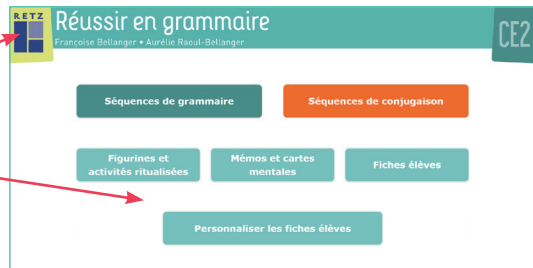 RETZ
Réussir en grammaire
Françoise Bellanger • Aurélie Raoul-Bellanger
CE2
Séquences de grammaire
Séquences de conjugaison
Figurines et
activités ritualisées
Mémos et cartes
mentales
Fiches élèves
Personnaliser les fiches élèves